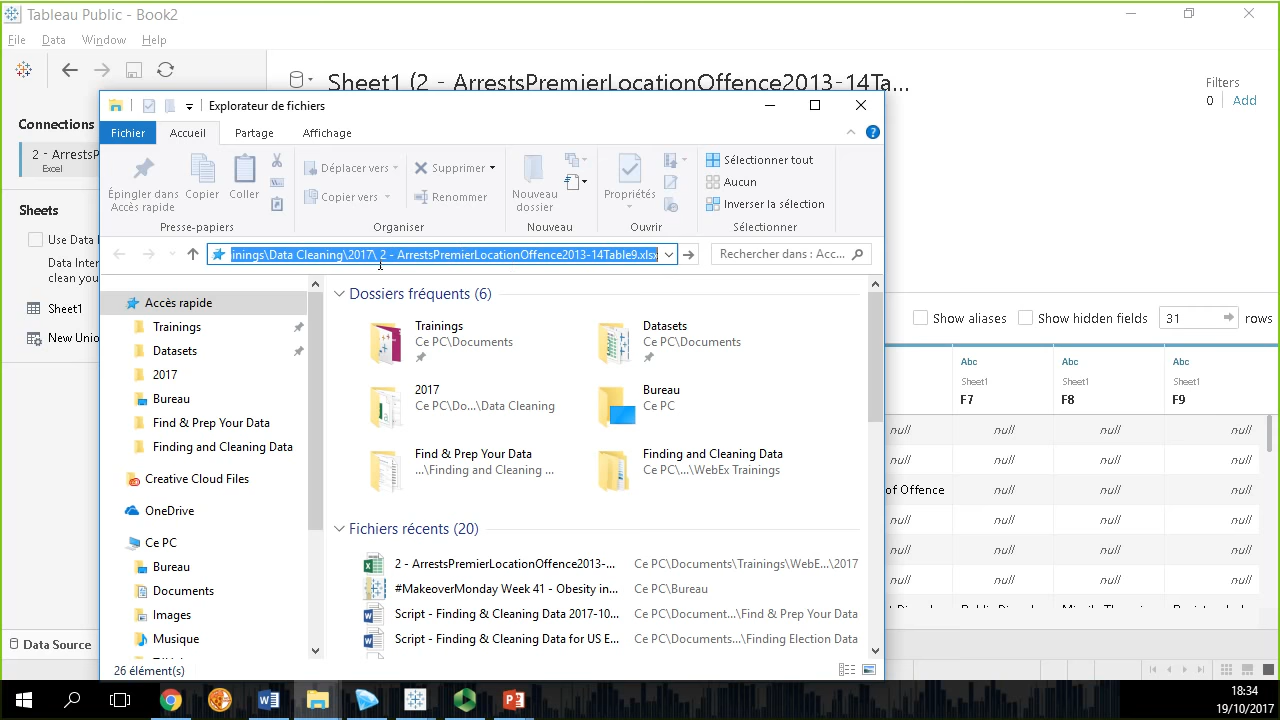 Tableau Public - Book2
File Data Window Help
Sheet1 (2 - ArrestsPremierLocationOffence2013-14Ta...
Filters
0 Add
Connections
2 - ArrestsP
Excel
Sheets
Use Data I
Data Inter
clean your
Sheet1
New Unio
Explorateur de fichiers
Fichier Accueil Partage Affichage
Épingler dans
Accès rapide
Copier
Coller
Presse-papiers
Déplacer vers
Copier vers
Supprimer
Renommer
Organiser
Nouveau
dossier
Nouveau
Propriétés
Ouvrir
Sélectionner tout
Aucun
Inverser la sélection
Sélectionner
inings\Data Cleaning\2017\ 2 - ArrestsPremierLocationOffence2013-14Table9.xlsx
Rechercher dans : Acc...
Accès rapide
Trainings
Datasets
2017
Bureau
Find & Prep Your Data
Finding and Cleaning Data
Creative Cloud Files
OneDrive
Ce PC
Bureau
Documents
Images
Musique
Dossiers fréquents (6)
Trainings
Ce PC\Documents
Datasets
Ce PC\Documents
2017
Ce PC\Do...\Data Cleaning
Bureau
Ce PC
Find & Prep Your Data
...\Finding and Cleaning ...
Finding and Cleaning Data
Ce PC\...\WebEx Trainings
Fichiers récents (20)
2 - ArrestsPremierLocationOffence2013-... Ce PC\Documents\Trainings\WebE...\2017
#MakeoverMonday Week 41 - Obesity in... Ce PC\Bureau
Script - Finding & Cleaning Data 2017-10... Ce PC\Document...\Find & Prep Your Data
Script - Finding & Cleaning Data for US E... Ce PC\Documents...\Finding Election Data
26 élément(s)
Show aliases Show hidden fields 31 rows
Abc Abc Abc
Sheet1 Sheet1 Sheet1
F7 F8 F9
null null null null
null null null null
of Offence null null null
null null null null
null null null null
null null null null
Data Source
18:34
19/10/2017